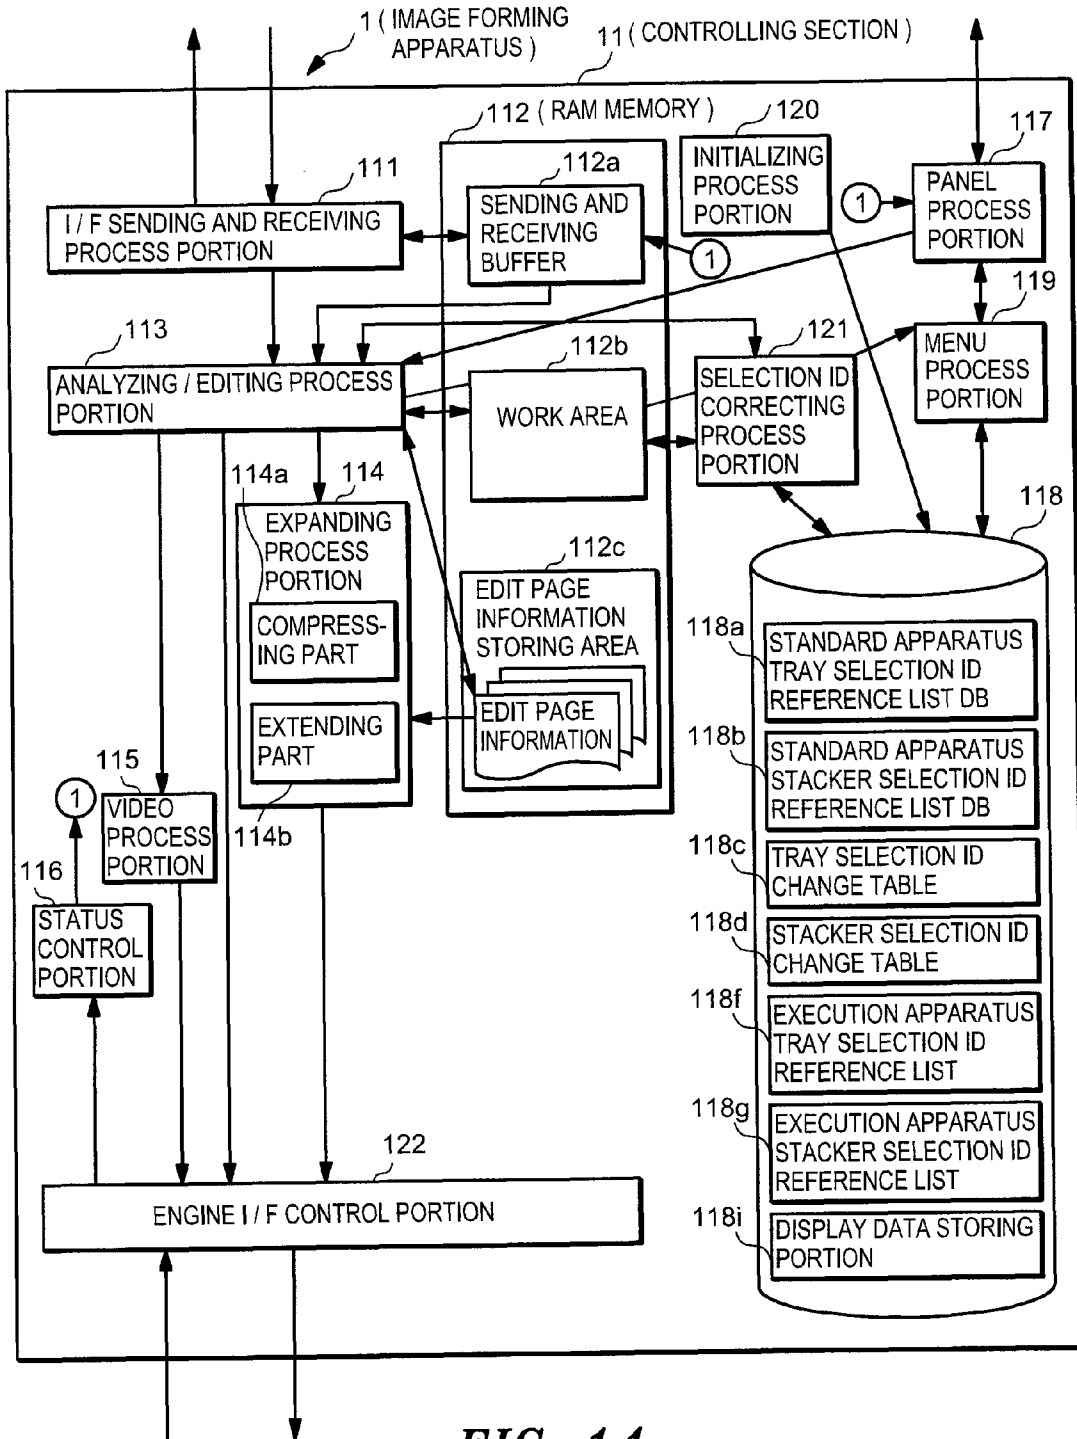 1 ( IMAGE FORMING
APPARATUS )
11 ( CONTROLLING SECTION )
112 ( RAM MEMORY )
120
117
111
112a
INITIALIZING
PROCESS
PORTION
PANEL
PROCESS
PORTION
1
I / F SENDING AND RECEIVING
PROCESS PORTION
SENDING AND
RECEIVING
BUFFER
1
119
113
112b
121
MENU
PROCESS
PORTION
ANALYZING / EDITING PROCESS
PORTION
WORK AREA
SELECTION ID
CORRECTING
PROCESS
PORTION
114a
114
118
EXPANDING
PROCESS
PORTION
COMPRESS-
ING PART
EXTENDING
PART
114b
112c
EDIT PAGE
INFORMATION
STORING AREA
EDIT PAGE
INFORMATION
118a
STANDARD APPARATUS
TRAY SELECTION ID
REFERENCE LIST DB
118b
STANDARD APPARATUS
STACKER SELECTION ID
REFERENCE LIST DB
115
1
VIDEO
PROCESS
PORTION
116
STATUS
CONTROL
PORTION
118c
TRAY SELECTION ID
CHANGE TABLE
118d
STACKER SELECTION ID
CHANGE TABLE
118f
EXECUTION APPARATUS
TRAY SELECTION ID
REFERENCE LIST
118g
EXECUTION APPARATUS
STACKER SELECTION ID
REFERENCE LIST
118i
DISPLAY DATA STORING
PORTION
122
ENGINE I / F CONTROL PORTION